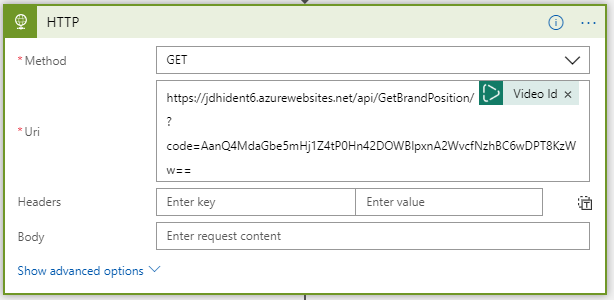 HTTP
* Method
GET
* Uri
https://jdhident6.azurewebsites.net/api/GetBrandPosition/ Video Id ×
?
code=AanQ4MdaGbe5mHj1Z4tP0Hn42DOWBlpxnA2WvcfNzhBC6wDPT8KzW
w==
Headers
Enter key
Enter value
Body
Enter request content
Show advanced options